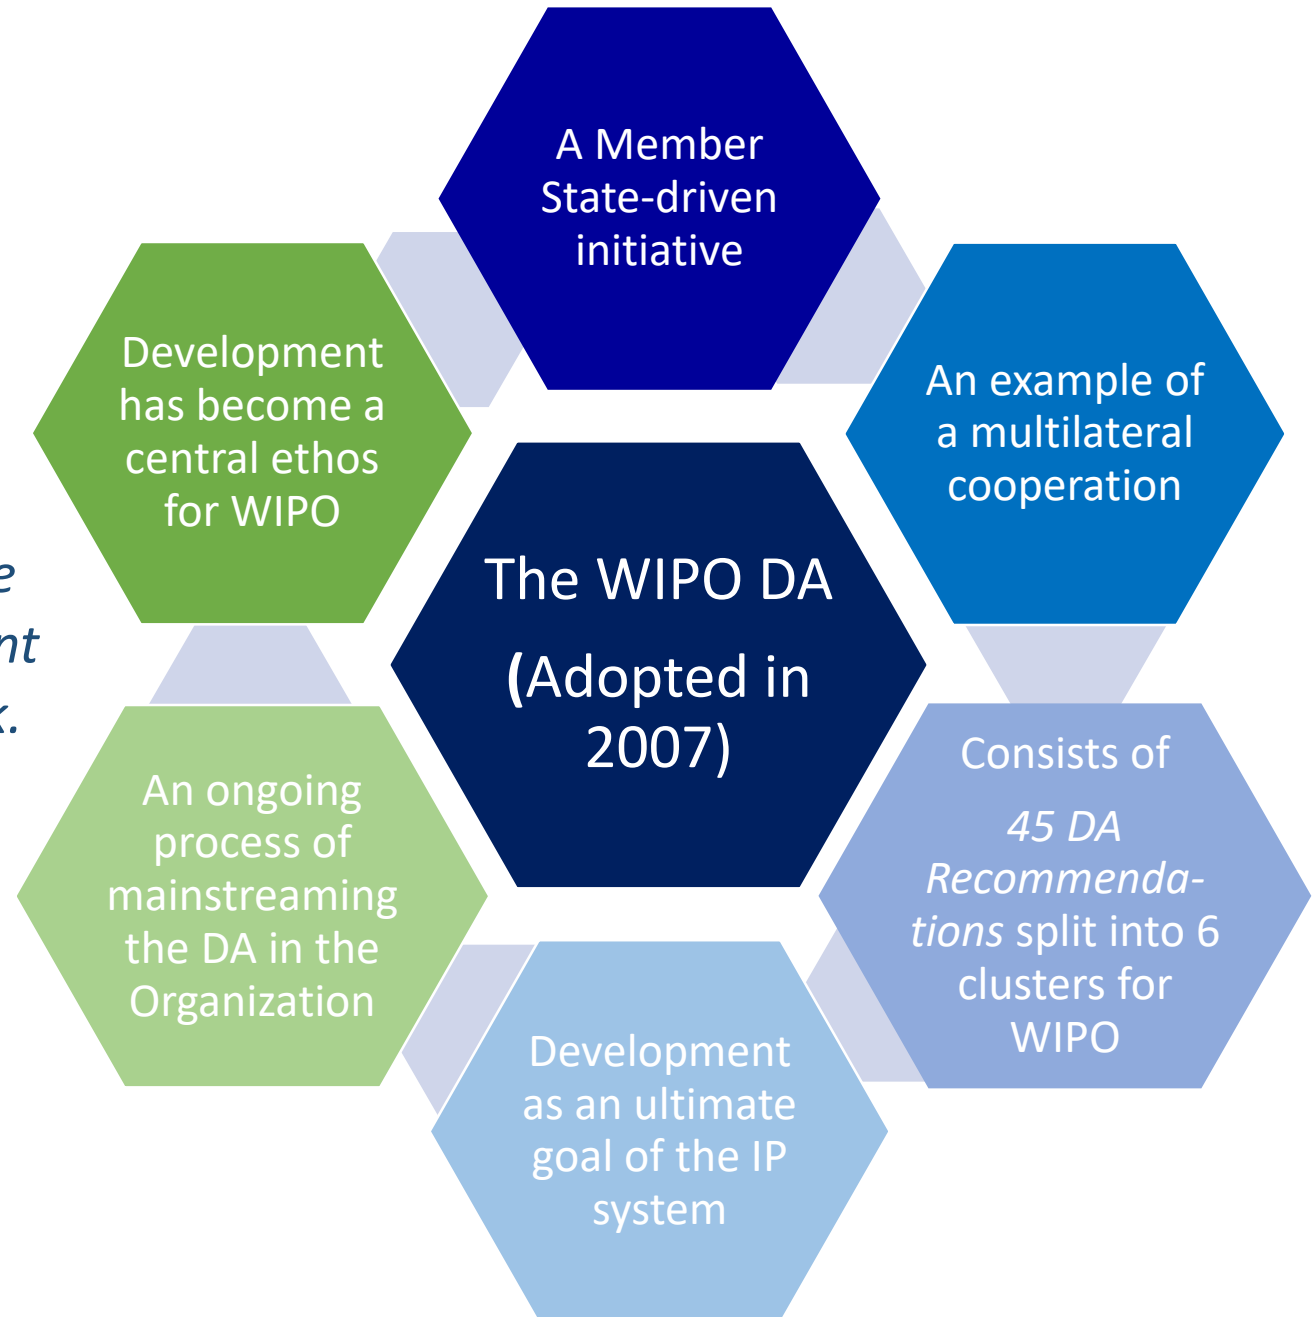 A Member
State-driven
initiative
An example of
a multilateral
cooperation
Consists of
45 DA
Recommenda-
tions split into 6
clusters for
WIPO
Development
as an ultimate
goal of the IP
system
An ongoing
process of
mainstreaming
the DA in the
Organization
Development
has become a
central ethos
for WIPO
The WIPO DA
(Adopted in
2007)